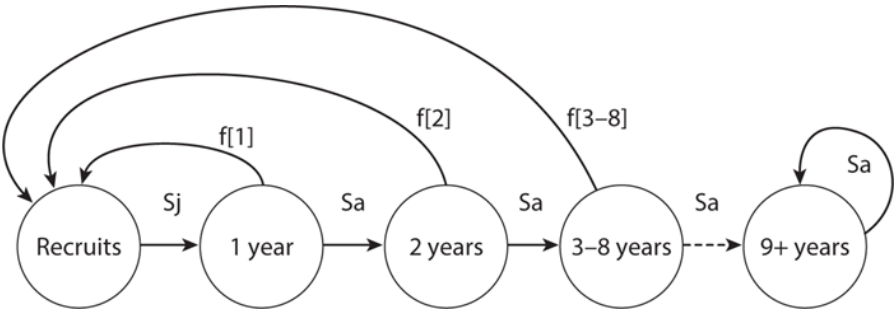 f[1]
f[2]
f[3–8]
Sj
Sa
Sa
Sa
Sa
Recruits
1 year
2 years
3–8 years
9+ years